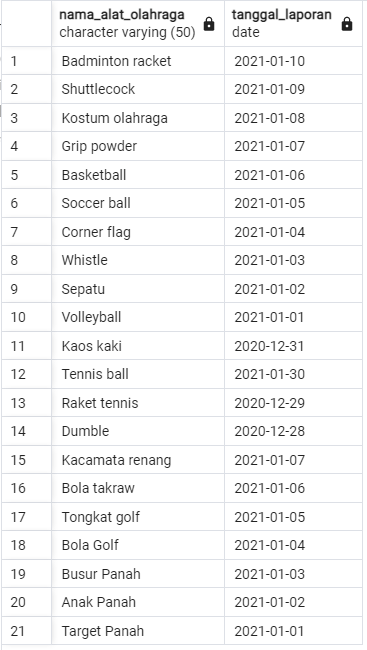 nama_alat_olahraga tanggal_laporan
character varying (50) date
1 Badminton racket 2021-01-10
2 Shuttlecock 2021-01-09
3 Kostum olahraga 2021-01-08
4 Grip powder 2021-01-07
5 Basketball 2021-01-06
6 Soccer ball 2021-01-05
7 Corner flag 2021-01-04
8 Whistle 2021-01-03
9 Sepatu 2021-01-02
10 Volleyball 2021-01-01
11 Kaos kaki 2020-12-31
12 Tennis ball 2021-01-30
13 Raket tennis 2020-12-29
14 Dumble 2020-12-28
15 Kacamata renang 2021-01-07
16 Bola takraw 2021-01-06
17 Tongkat golf 2021-01-05
18 Bola Golf 2021-01-04
19 Busur Panah 2021-01-03
20 Anak Panah 2021-01-02
21 Target Panah 2021-01-01